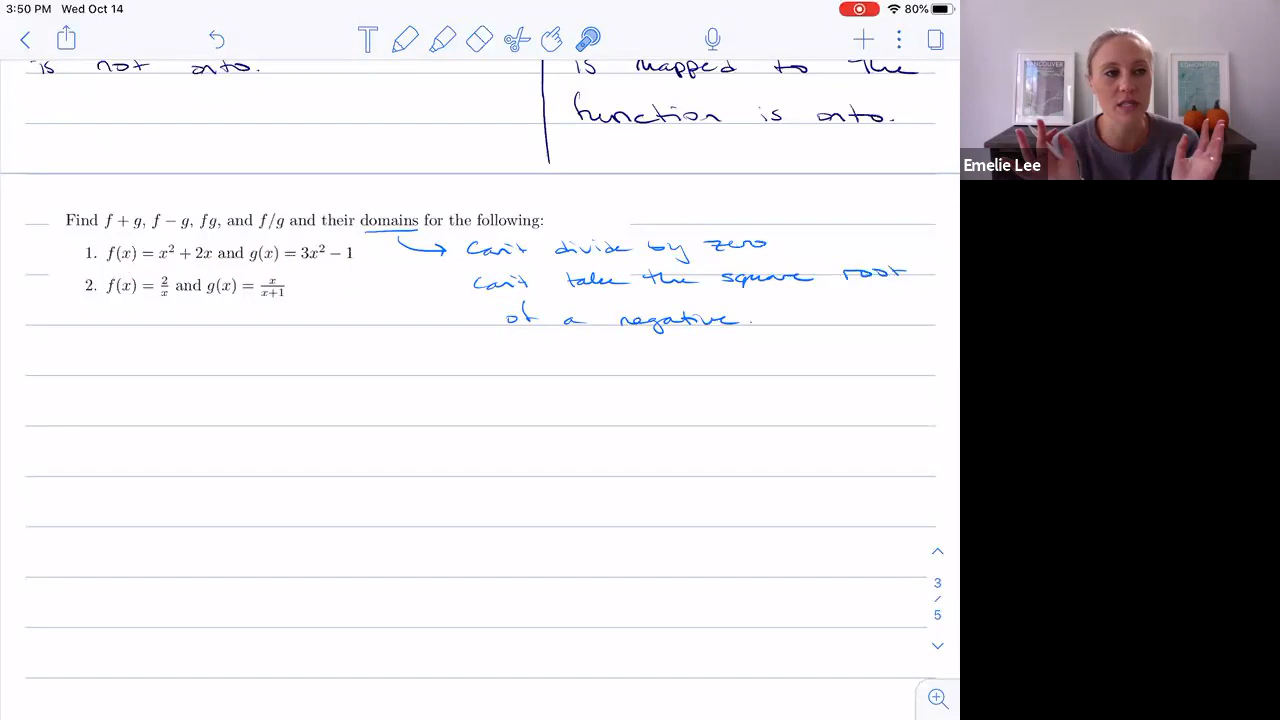 3:50 PM Wed Oct 14
80%
is not onto.
is mapped to the
function is onto.
VANCOUVER
EDMONTON
Emelie Lee
Find f + g, f − g, fg, and f/g and their domains for the following:
1. f(x) = x² + 2x and g(x) = 3x² − 1
2. f(x) = 2/x and g(x) = x/(x+1)
Can't divide by zero
Can't take the square root
of a negative.
3
/
5